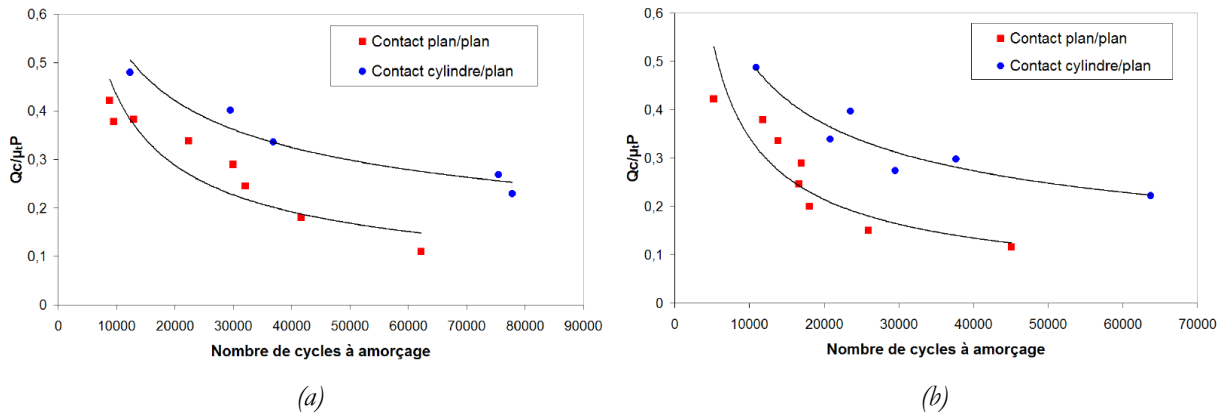 0,6
0,5
0,4
0,3
0,2
0,1
0
Qc/μₜP
Contact plan/plan
Contact cylindre/plan
0 10000 20000 30000 40000 50000 60000 70000 80000 90000
Nombre de cycles à amorçage
(a)
0,6
0,5
0,4
0,3
0,2
0,1
0
Qc/μₜP
Contact plan/plan
Contact cylindre/plan
0 10000 20000 30000 40000 50000 60000 70000
Nombre de cycles à amorçage
(b)